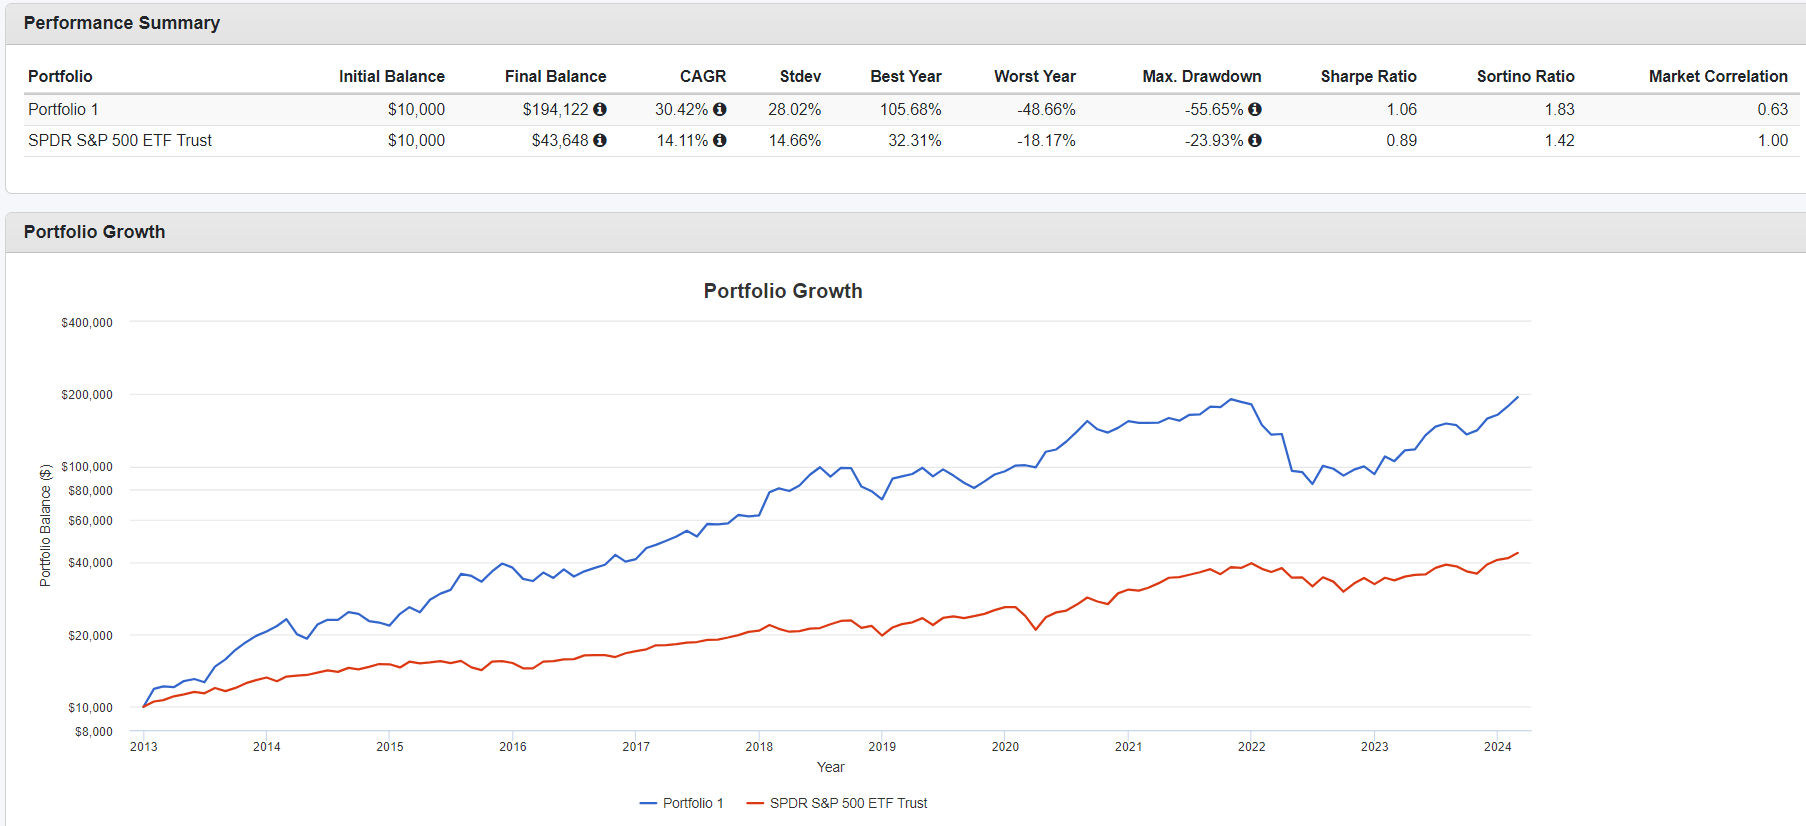 Performance Summary
Portfolio Initial Balance Final Balance CAGR Stdev Best Year Worst Year Max. Drawdown Sharpe Ratio Sortino Ratio Market Correlation
Portfolio 1 $10,000 $194,122 30.42% 28.02% 105.68% -48.66% -55.65% 1.06 1.83 0.63
SPDR S&P 500 ETF Trust $10,000 $43,648 14.11% 14.66% 32.31% -18.17% -23.93% 0.89 1.42 1.00
Portfolio Growth
Portfolio Growth
$400,000
$200,000
$100,000
$80,000
$60,000
$40,000
$20,000
$10,000
$8,000
Portfolio Balance ($)
2013 2014 2015 2016 2017 2018 2019 2020 2021 2022 2023 2024
Year
Portfolio 1 SPDR S&P 500 ETF Trust